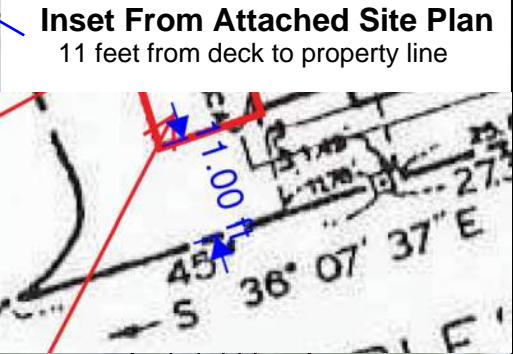 Inset From Attached Site Plan
11 feet from deck to property line
11.00 ft
27.3
45
S 36° 07' 37" E